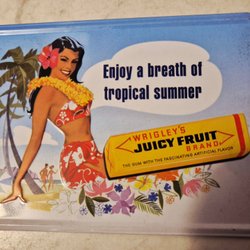 Enjoy a breath of
tropical summer
WRIGLEY'S
JUICY FRUIT
BRAND
THE GUM WITH THE FASCINATING ARTIFICIAL FLAVOR